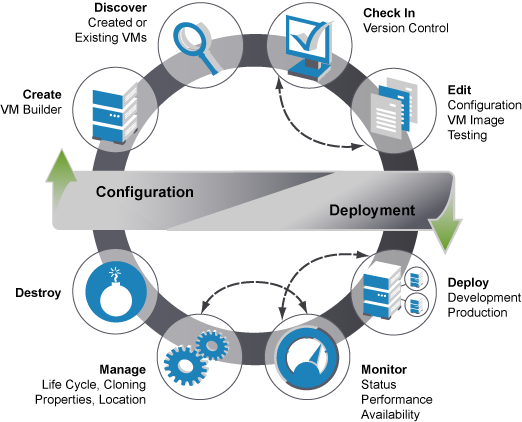 Discover
Created or
Existing VMs
Check In
Version Control
Create
VM Builder
Edit
Configuration
VM Image
Testing
Configuration
Deployment
Destroy
Deploy
Development
Production
Manage
Life Cycle, Cloning
Properties, Location
Monitor
Status
Performance
Availability